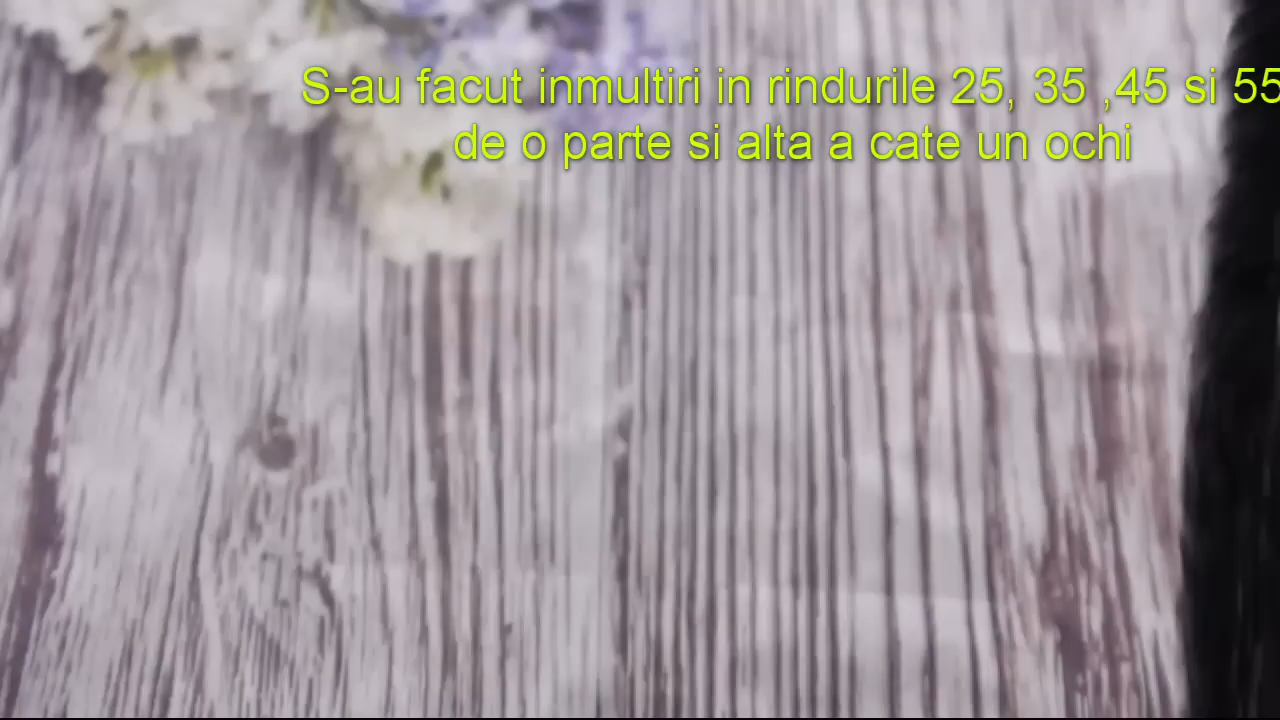 S-au facut inmultiri in rindurile 25, 35 ,45 si 55
de o parte si alta a cate un ochi